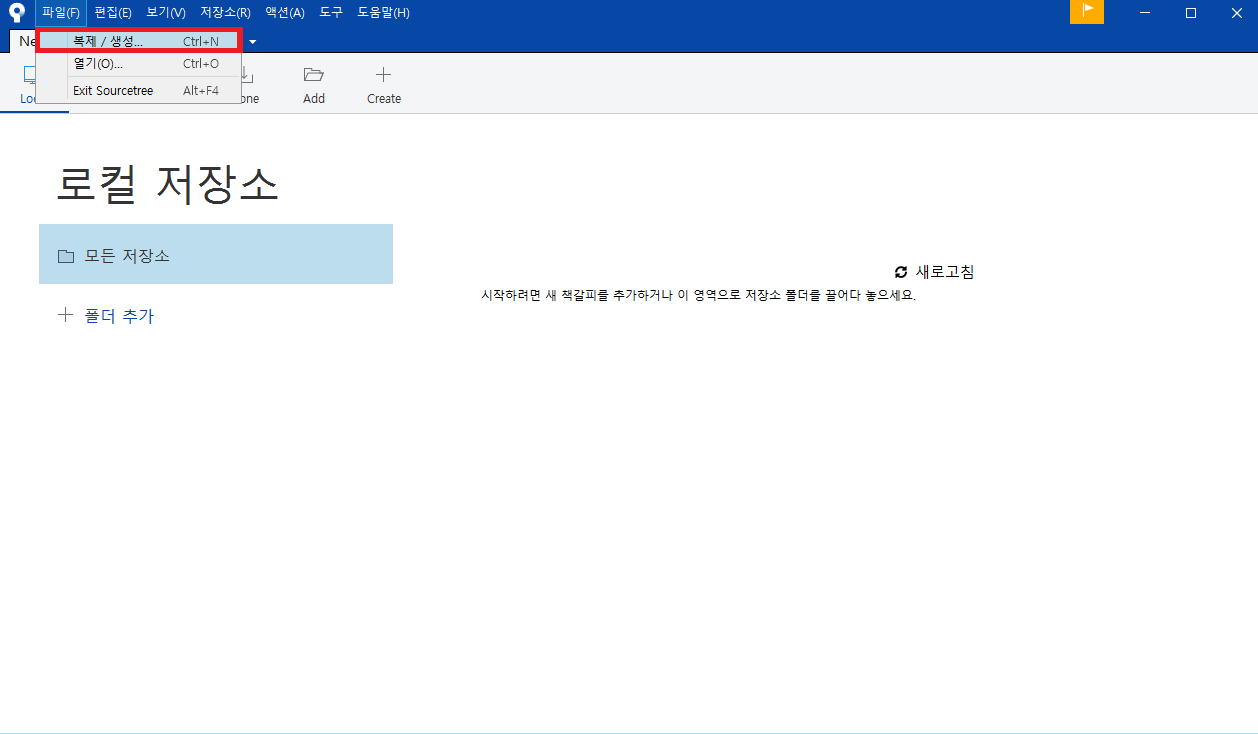 파일(F) 편집(E) 보기(V) 저장소(R) 액션(A) 도구 도움말(H)
복제 / 생성... Ctrl+N
열기(O)... Ctrl+O
Exit Sourcetree Alt+F4
Add
Create
로컬 저장소
모든 저장소
폴더 추가
새로고침
시작하려면 새 책갈피를 추가하거나 이 영역으로 저장소 폴더를 끌어다 놓으세요.